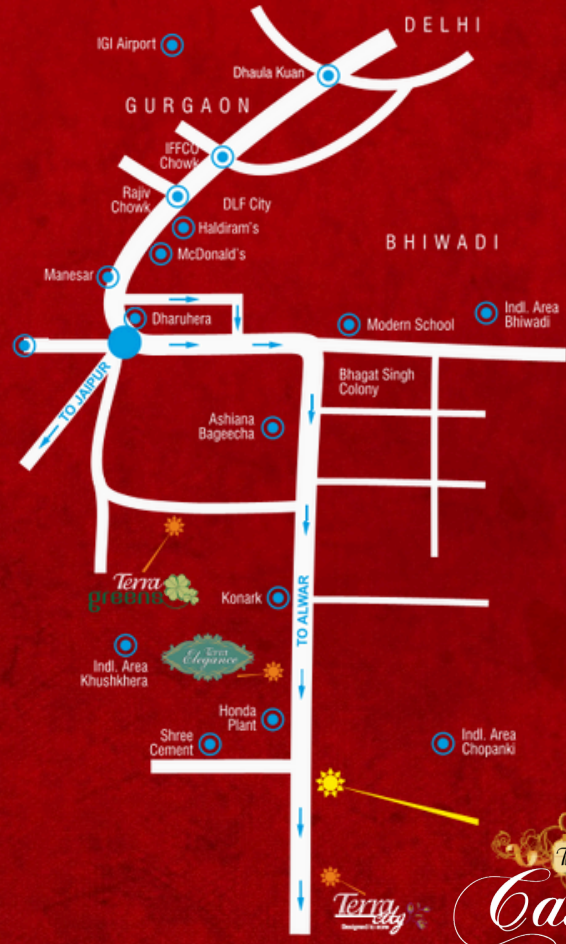 DELHI
IGI Airport
Dhaula Kuan
GURGAON
IFFCO
Chowk
Rajiv
Chowk
DLF City
Haldiram's
McDonald's
BHIWADI
Manesar
Dharuhera
Modern School
Indl. Area
Bhiwadi
TO JAIPUR
Bhagat Singh
Colony
Ashiana
Bageecha
Terra
greens
Konark
TO ALWAR
Indl. Area
Khushkhera
Terra
Elegance
Honda
Plant
Shree
Cement
Indl. Area
Chopanki
Terra
city